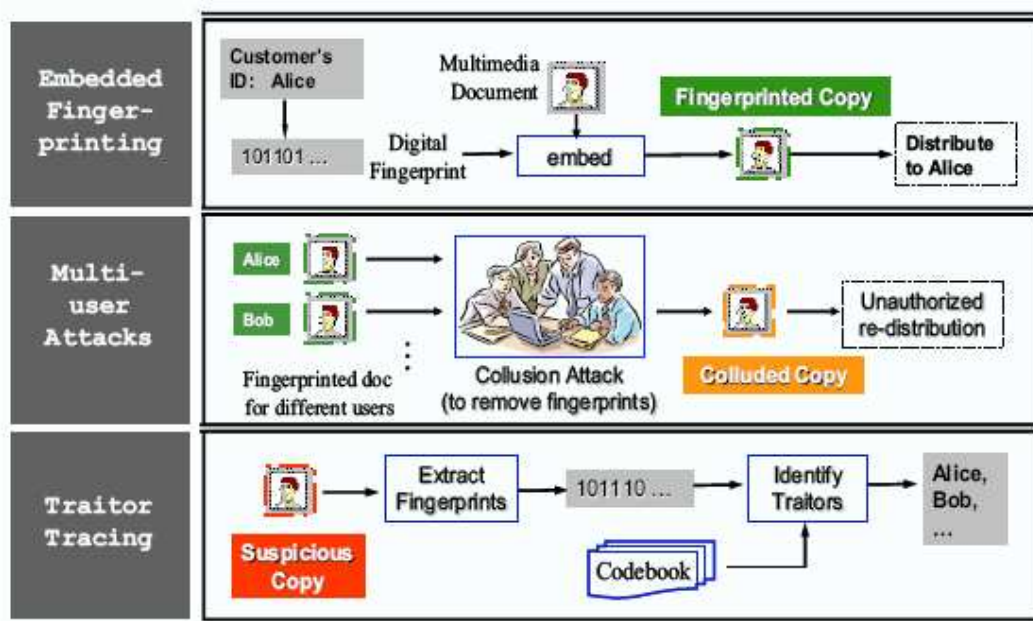 Embedded
Finger-
printing
Customer's
ID: Alice
101101 ...
Digital
Fingerprint
Multimedia
Document
embed
Fingerprinted Copy
Distribute
to Alice
Multi-
user
Attacks
Alice
Bob
Fingerprinted doc
for different users
Collusion Attack
(to remove fingerprints)
Colluded Copy
Unauthorized
re-distribution
Traitor
Tracing
Suspicious
Copy
Extract
Fingerprints
101110 ...
Codebook
Identify
Traitors
Alice,
Bob,
...